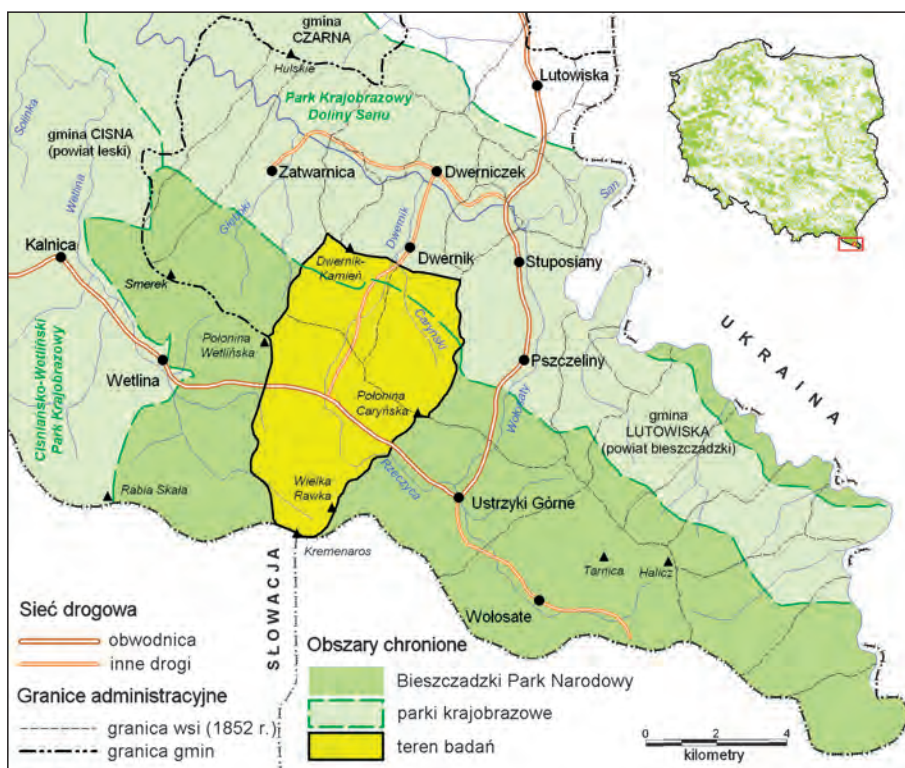 gmina
CZARNA
Hulskie
Lutowiska
Park Krajobrazowy
Doliny Sanu
Solinka
gmina CISNA
(powiat leski)
Wetlina
Zatwarnica
Dwerniczek
San
Głęboki
Dwernik
Kalnica
Dwernik-
Kamień
Dwernik
Stuposiany
Smerek
Caryński
UKRAINA
Połonina
Wetlińska
Ciśniańsko-Wetliński
Park Krajobrazowy
Wetlina
Pszczeliny
Wołosaty
Połonina
Caryńska
gmina
LUTOWISKA
(powiat bieszczadzki)
Rzeczyca
Wielka
Rawka
Rabia Skała
Ustrzyki Górne
Kremenaros
Tarnica
Halicz
SŁOWACJA
Wołosate
Sieć drogowa
obwodnica
inne drogi
Granice administracyjne
granica wsi (1852 r.)
granica gmin
Obszary chronione
Bieszczadzki Park Narodowy
parki krajobrazowe
teren badań
0 2 4
kilometry